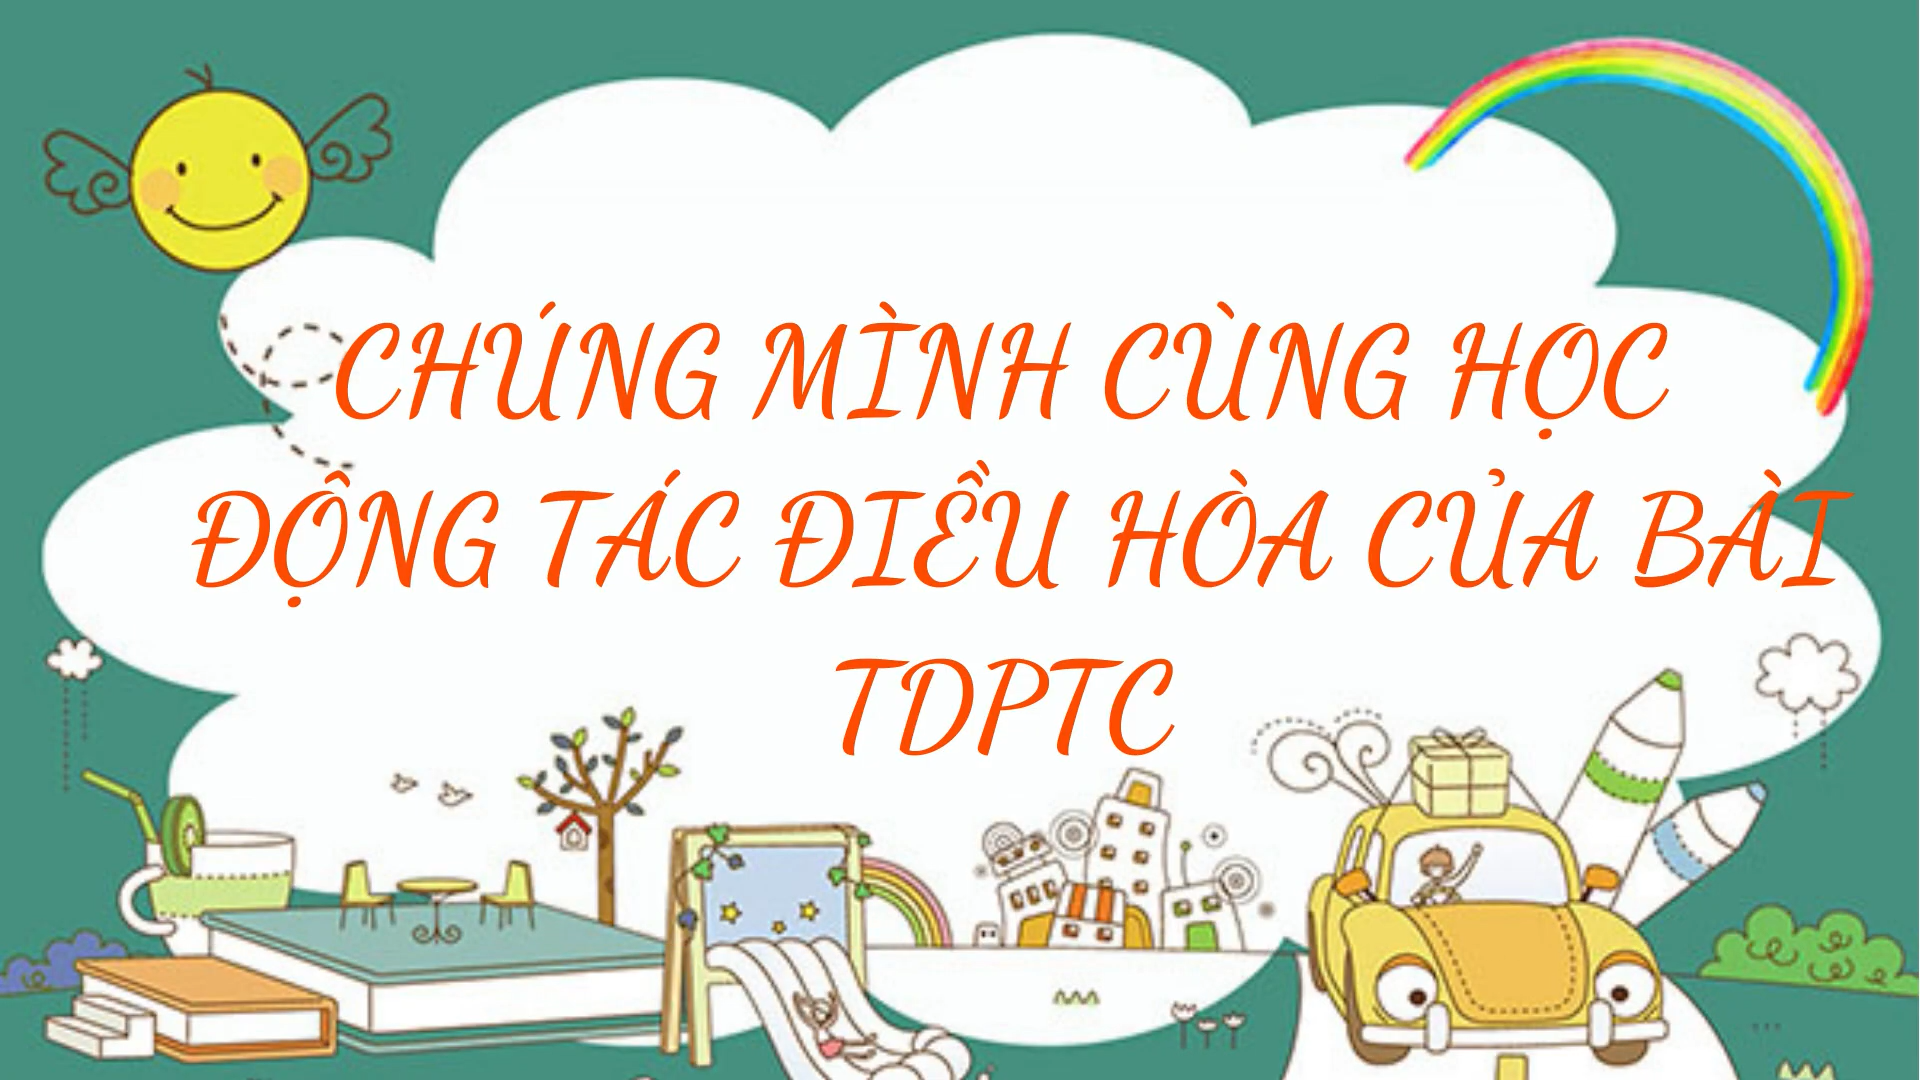 CHÚNG MÌNH CÙNG HỌC
ĐỘNG TÁC ĐIỀU HÒA CỦA BÀI
TDPTC